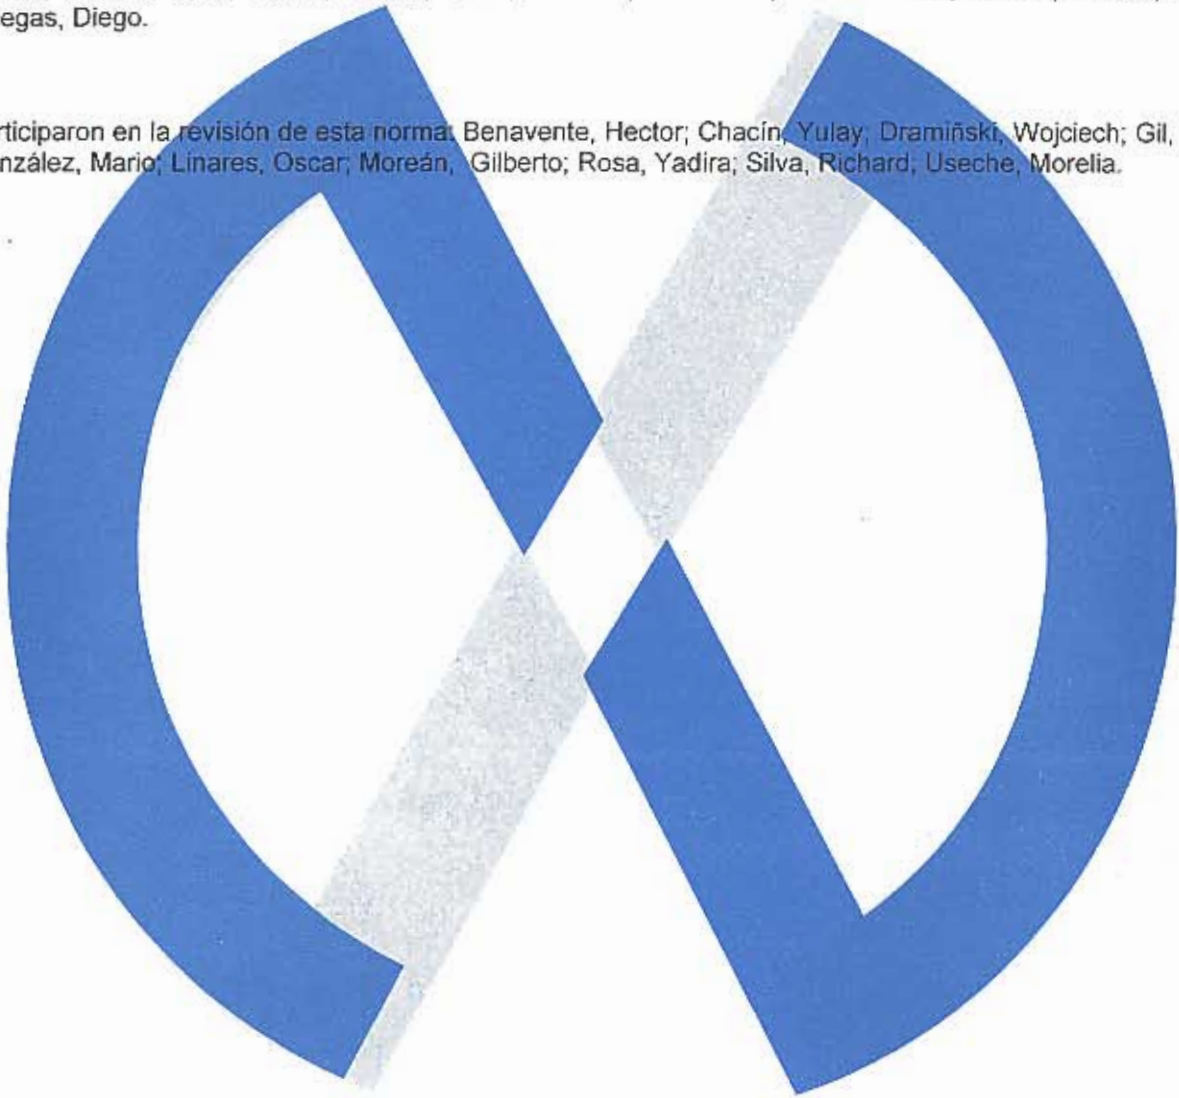 egas, Diego.
rticiparon en la revisión de esta norma: Benavente, Hector; Chacín, Yulay; Dramiñski, Wojciech; Gil,
nzález, Mario; Linares, Oscar; Moreán, Gilberto; Rosa, Yadira; Silva, Richard; Useche, Morelia.